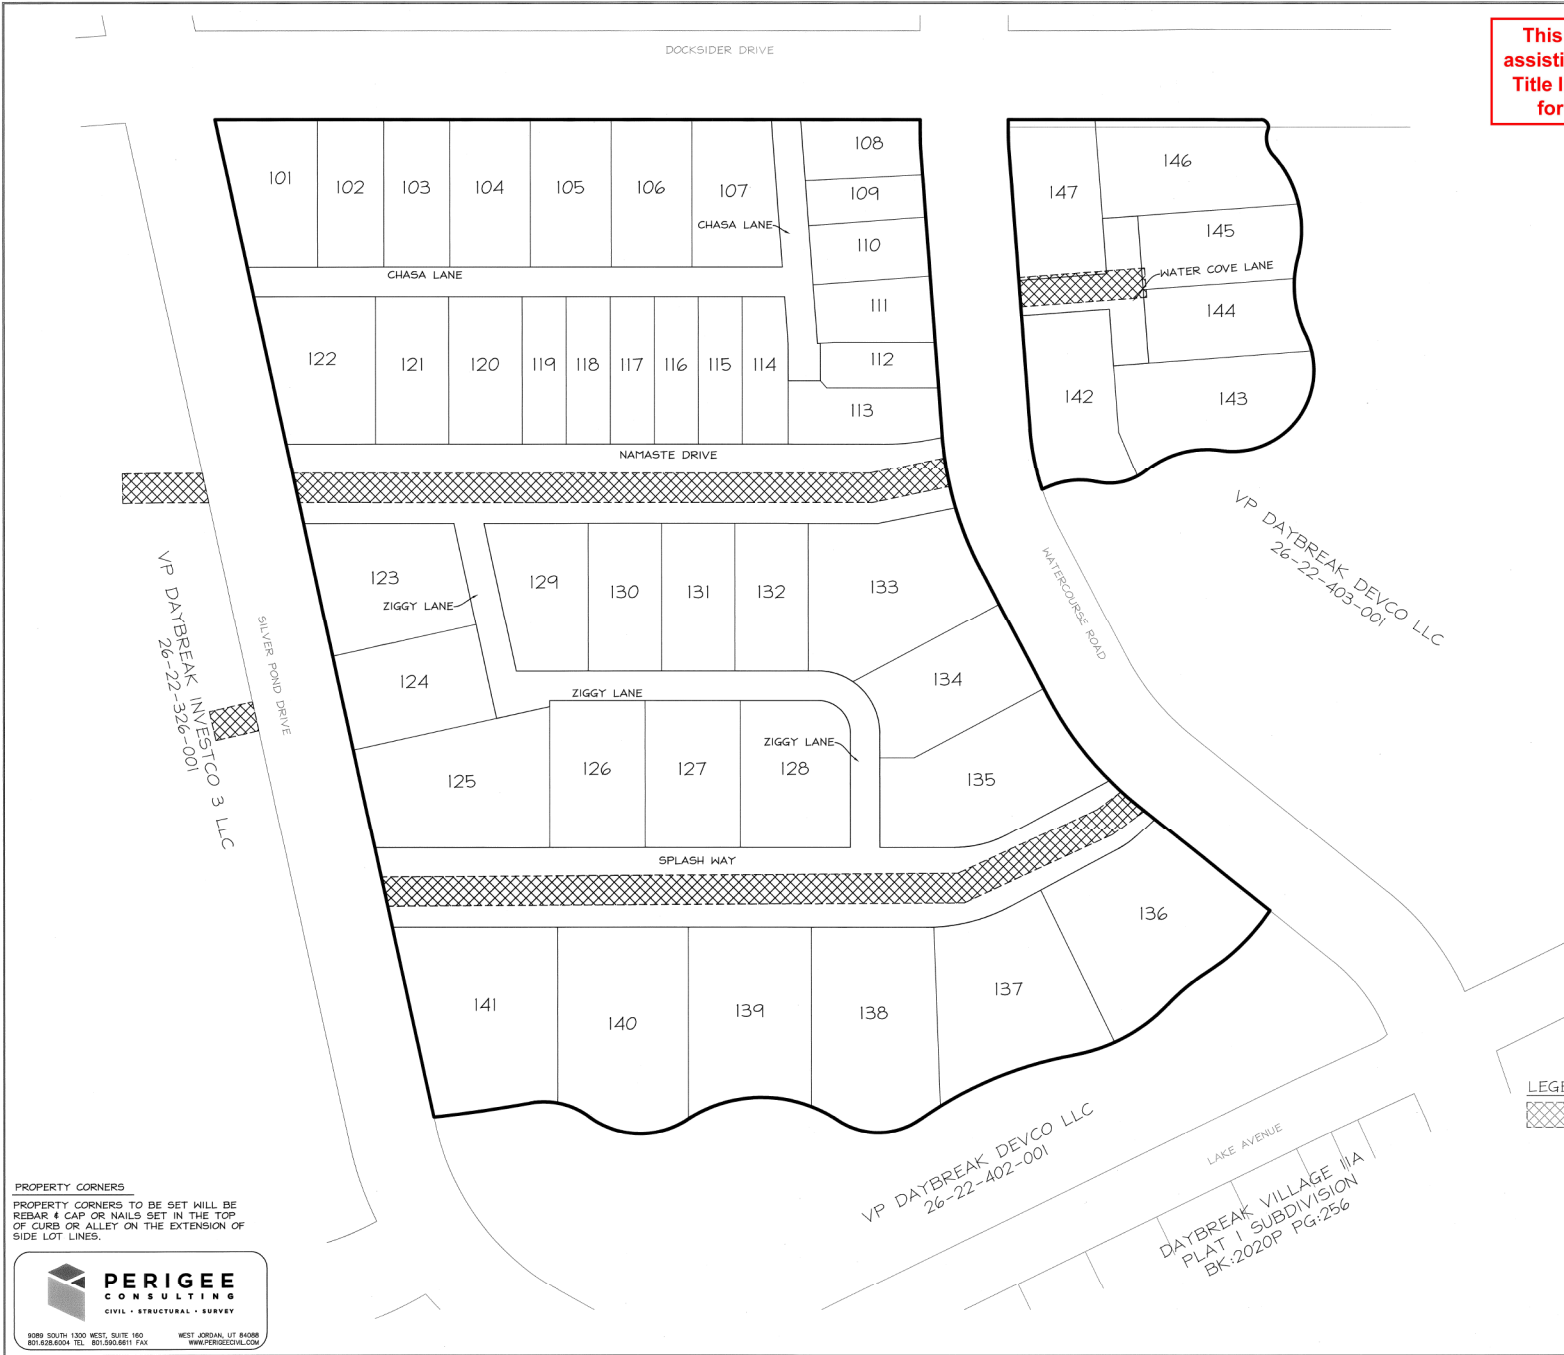 DOCKSIDER DRIVE
This
assisti
Title I
for
101
102
103
104
105
106
107
108
109
110
111
112
113
CHASA LANE
CHASA LANE
147
146
145
WATER COVE LANE
144
142
143
122
121
120
119
118
117
116
115
114
NAMASTE DRIVE
123
ZIGGY LANE
124
129
130
131
132
133
134
ZIGGY LANE
ZIGGY LANE
125
126
127
128
135
SPLASH WAY
136
137
138
139
140
141
SILVER POND DRIVE
WATERCOURSE ROAD
VP DAYBREAK INVESTCO 3 LLC
26-22-326-001
VP DAYBREAK DEVCO LLC
26-22-403-001
VP DAYBREAK DEVCO LLC
26-22-402-001
LAKE AVENUE
DAYBREAK VILLAGE 11A
PLAT 1 SUBDIVISION
BK:2020P PG:256
LEGE
PROPERTY CORNERS
PROPERTY CORNERS TO BE SET WILL BE
REBAR & CAP OR NAILS SET IN THE TOP
OF CURB OR ALLEY ON THE EXTENSION OF
SIDE LOT LINES.
PERIGEE
CONSULTING
CIVIL • STRUCTURAL • SURVEY
9089 SOUTH 1300 WEST, SUITE 160 WEST JORDAN, UT 84088
801.628.6004 TEL 801.590.6611 FAX WWW.PERIGEECIVIL.COM